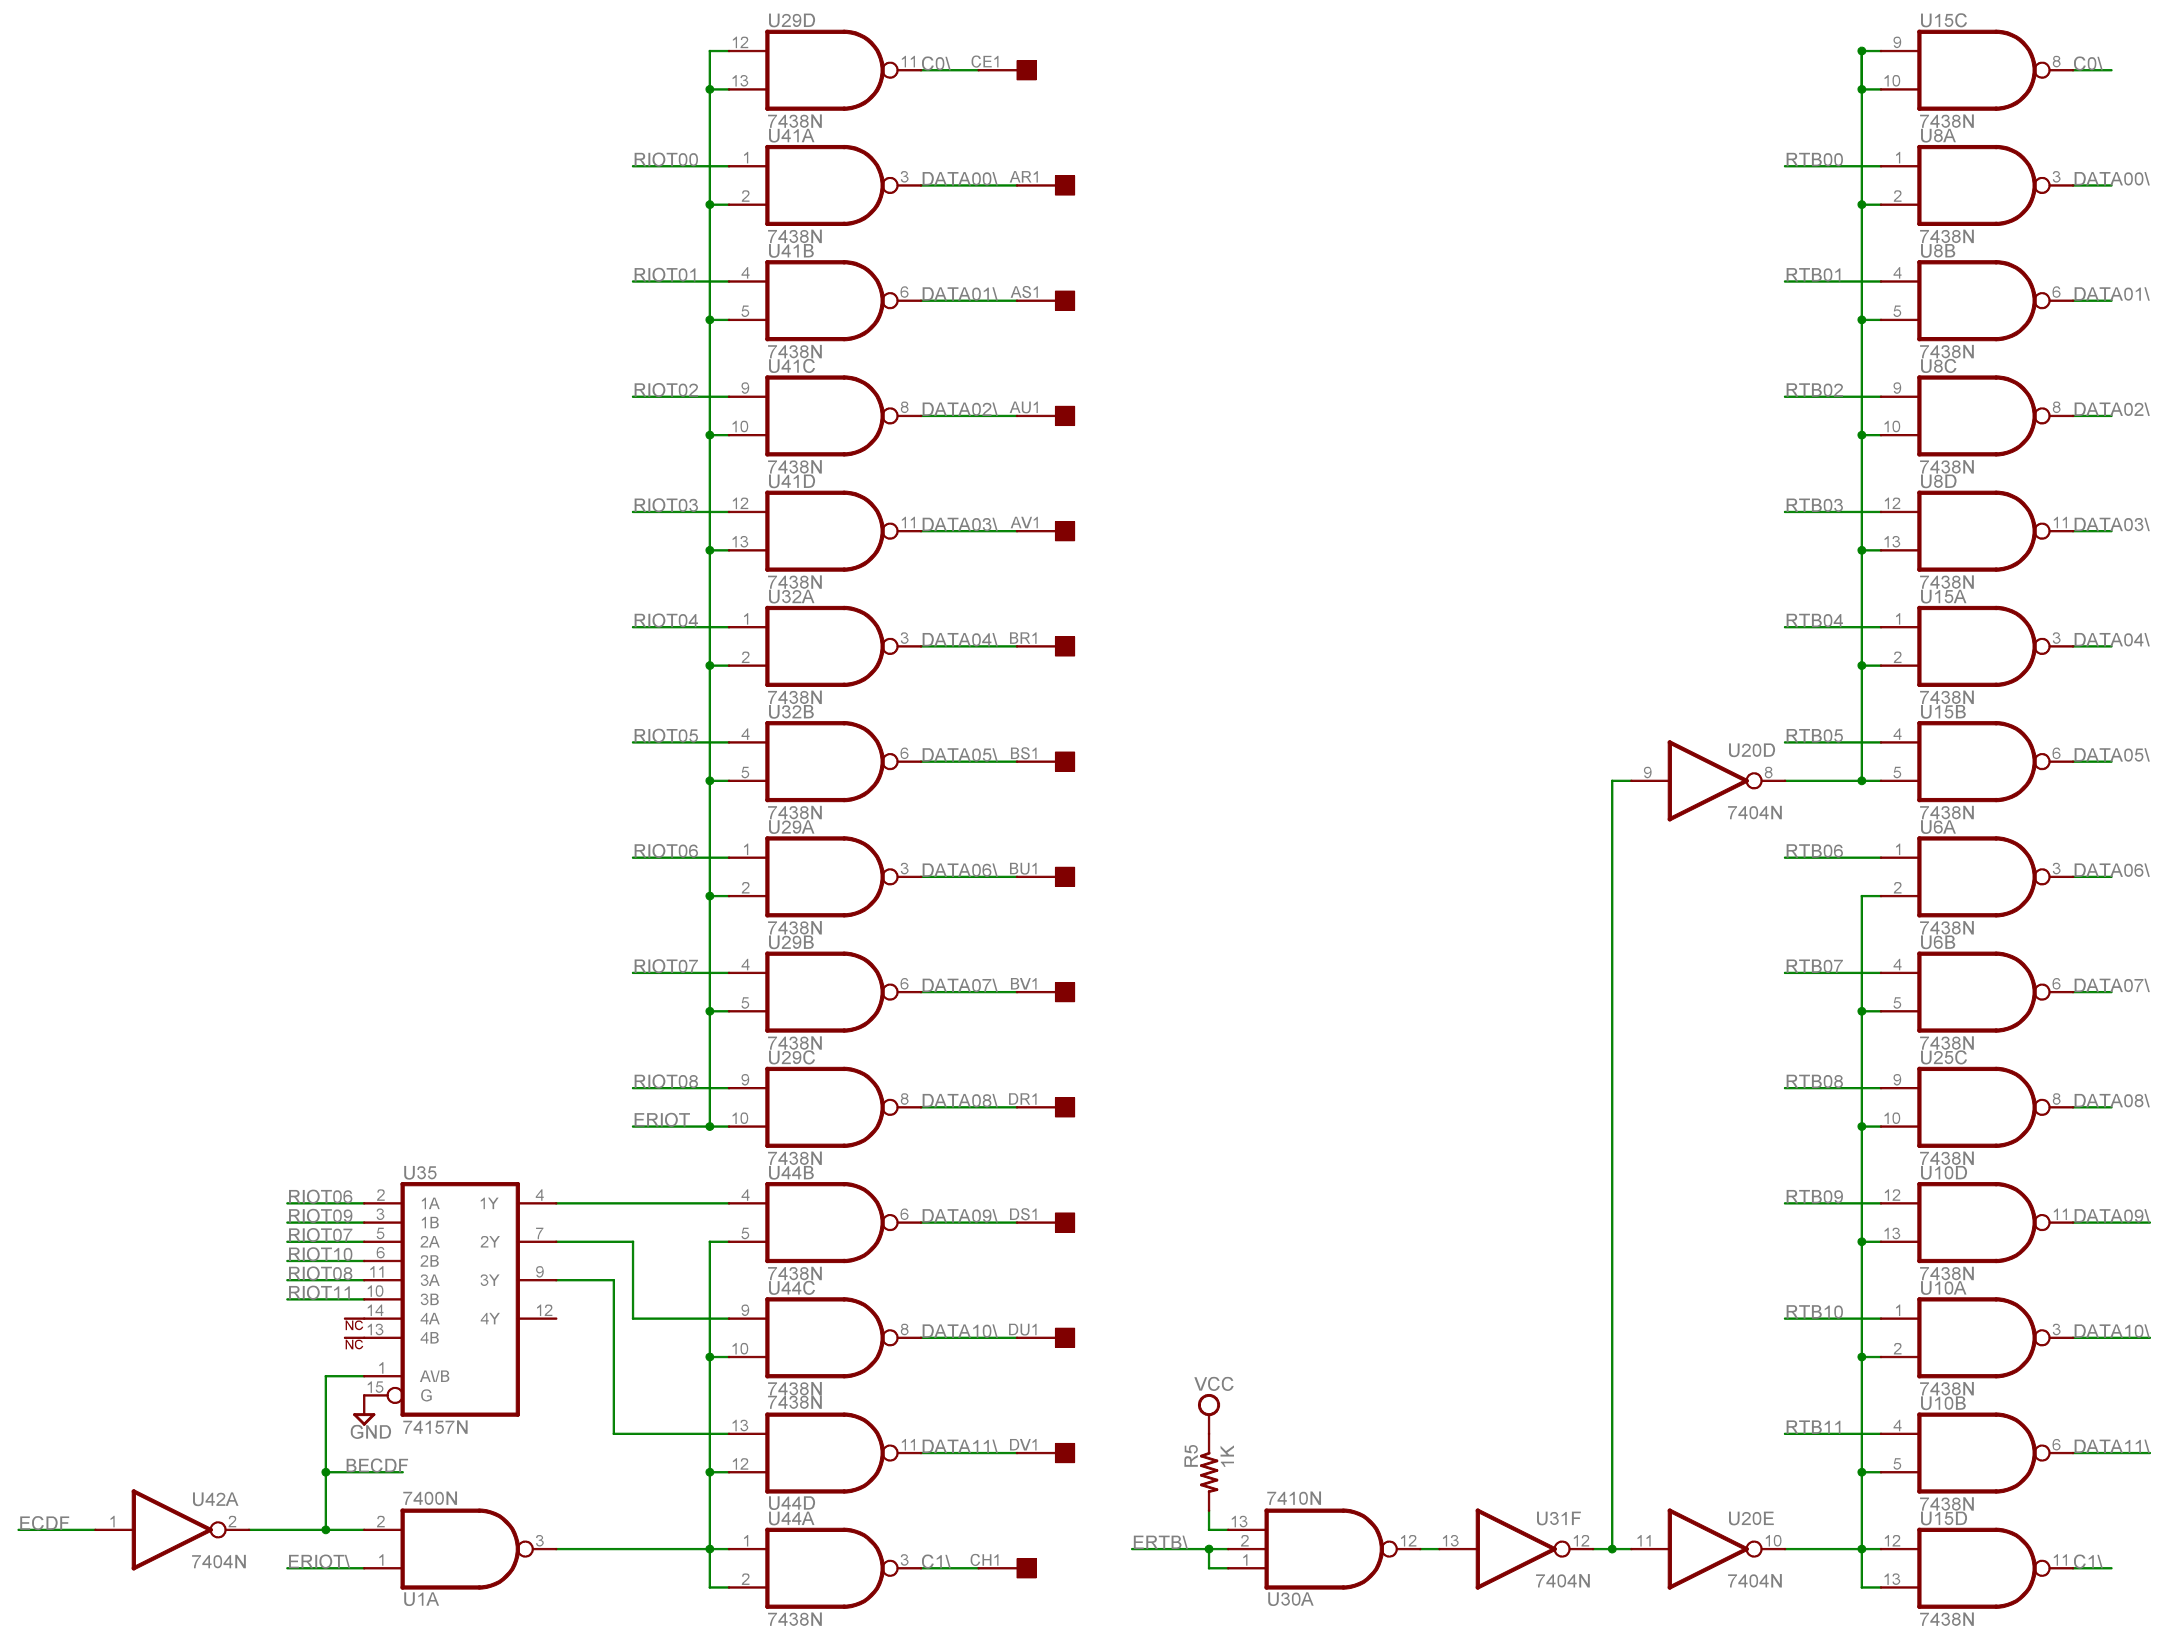 U29D
12
13
11 C0\ CE1
7438N
U41A
RIOT00 1
2
3 DATA00\ AR1
7438N
U41B
RIOT01 4
5
6 DATA01\ AS1
7438N
U41C
RIOT02 9
10
8 DATA02\ AU1
7438N
U41D
RIOT03 12
13
11 DATA03\ AV1
7438N
U32A
RIOT04 1
2
3 DATA04\ BR1
7438N
U32B
RIOT05 4
5
6 DATA05\ BS1
7438N
U29A
RIOT06 1
2
3 DATA06\ BU1
7438N
U29B
RIOT07 4
5
6 DATA07\ BV1
7438N
U29C
RIOT08 9
ERIOT 10
8 DATA08\ DR1
7438N
U44B
4
5
6 DATA09\ DS1
7438N
U44C
9
10
8 DATA10\ DU1
7438N
7438N
13
12
11 DATA11\ DV1
U44D
U44A
1
2
3 C1\ CH1
7438N
U35
RIOT06 2 1A 1Y 4
RIOT09 3 1B
RIOT07 5 2A 2Y 7
RIOT10 6 2B
RIOT08 11 3A 3Y 9
RIOT11 10 3B
NC 14 4A 4Y 12
NC 13 4B
1 A\/B
15 G
GND
74157N
BECDF
U42A
ECDF 1 2
7404N
7400N
2
ERIOT\ 1
3
U1A
VCC
R5
1K
7410N
13
ERTB\ 2
1
12
U30A
U31F
13 12
7404N
U20E
11 10
7404N
U20D
9 8
7404N
U15C
9
10
8 C0\
7438N
U8A
RTB00 1
2
3 DATA00\
7438N
U8B
RTB01 4
5
6 DATA01\
7438N
U8C
RTB02 9
10
8 DATA02\
7438N
U8D
RTB03 12
13
11 DATA03\
7438N
U15A
RTB04 1
2
3 DATA04\
7438N
U15B
RTB05 4
5
6 DATA05\
7438N
U6A
RTB06 1
2
3 DATA06\
7438N
U6B
RTB07 4
5
6 DATA07\
7438N
U25C
RTB08 9
10
8 DATA08\
7438N
U10D
RTB09 12
13
11 DATA09\
7438N
U10A
RTB10 1
2
3 DATA10\
7438N
U10B
RTB11 4
5
6 DATA11\
7438N
U15D
12
13
11 C1\
7438N